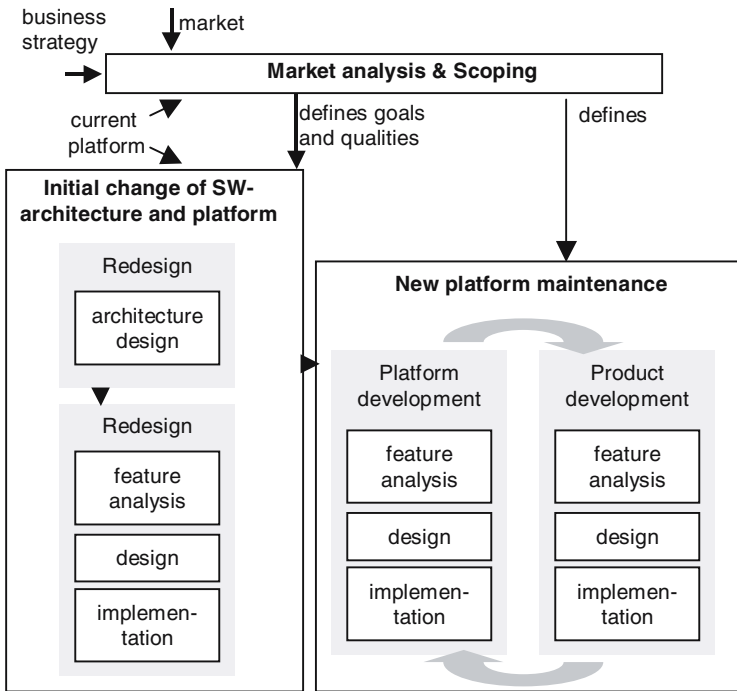 business
strategy
market
Market analysis & Scoping
current
platform
defines goals
and qualities
defines
Initial change of SW-
architecture and platform
Redesign
architecture
design
Redesign
feature
analysis
design
implemen-
tation
New platform maintenance
Platform
development
feature
analysis
design
implemen-
tation
Product
development
feature
analysis
design
implemen-
tation